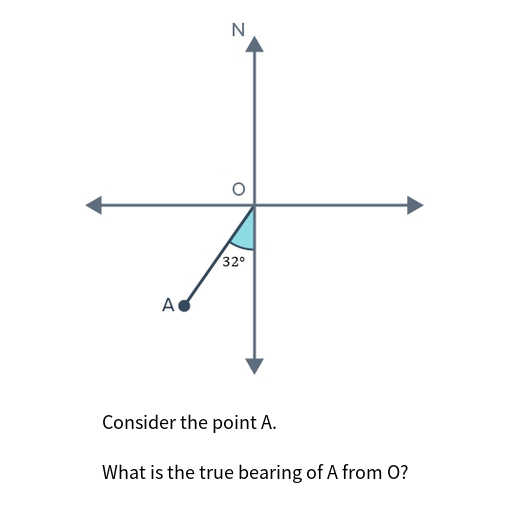 N
O
32°
A
Consider the point A.
What is the true bearing of A from O?